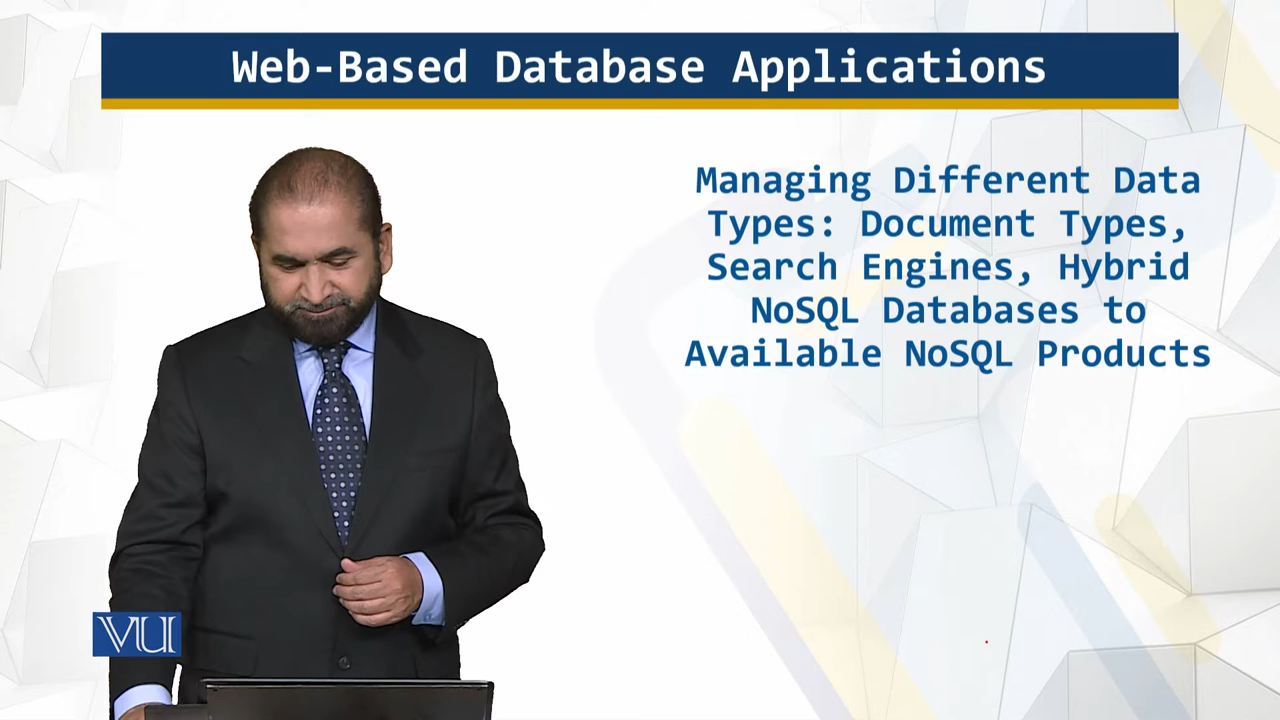 Web-Based Database Applications
Managing Different Data
Types: Document Types,
Search Engines, Hybrid
NoSQL Databases to
Available NoSQL Products
VU